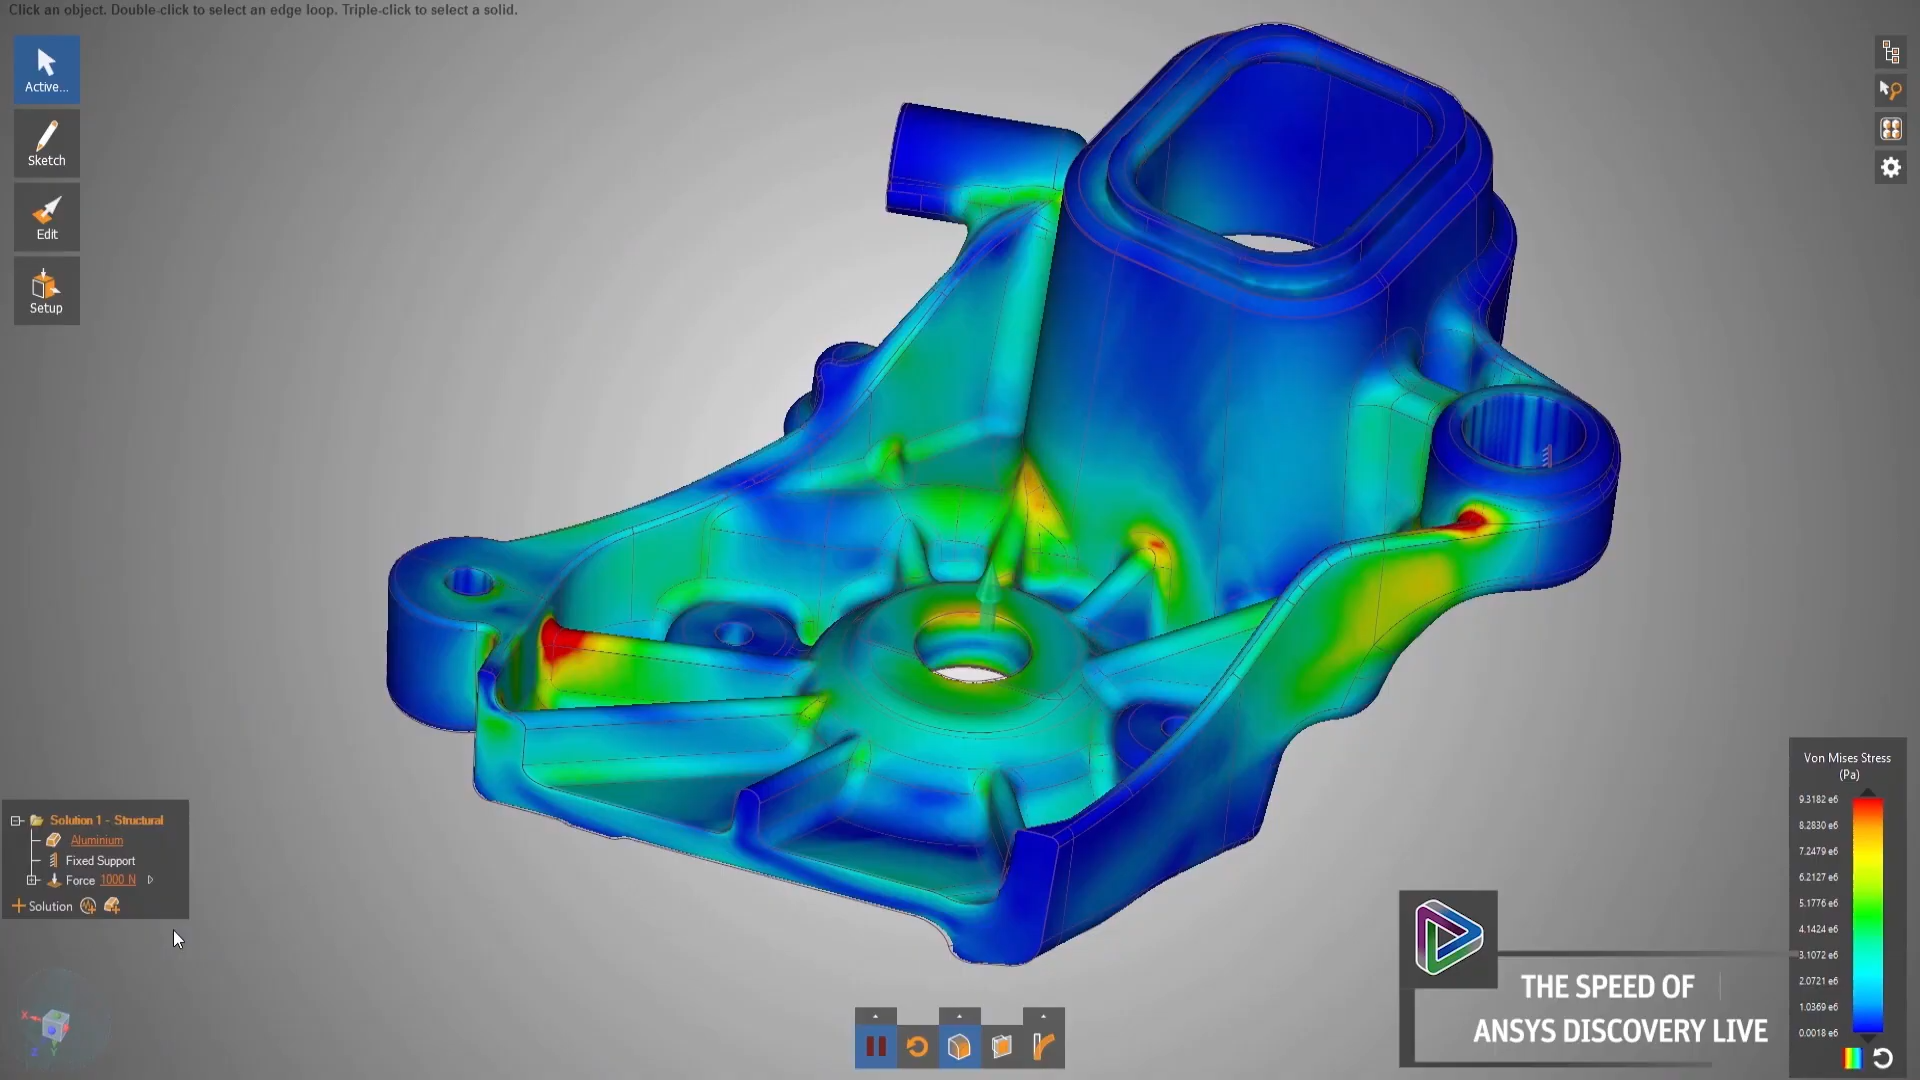 Click an object. Double-click to select an edge loop. Triple-click to select a solid.
Active...
Sketch
Edit
Setup
Solution 1 - Structural
Aluminium
Fixed Support
Force 1000 N
Solution
X
Z
Y
THE SPEED OF
ANSYS DISCOVERY LIVE
Von Mises Stress
(Pa)
9.3182 e6
8.2830 e6
7.2479 e6
6.2127 e6
5.1776 e6
4.1424 e6
3.1072 e6
2.0721 e6
1.0369 e6
0.0018 e6